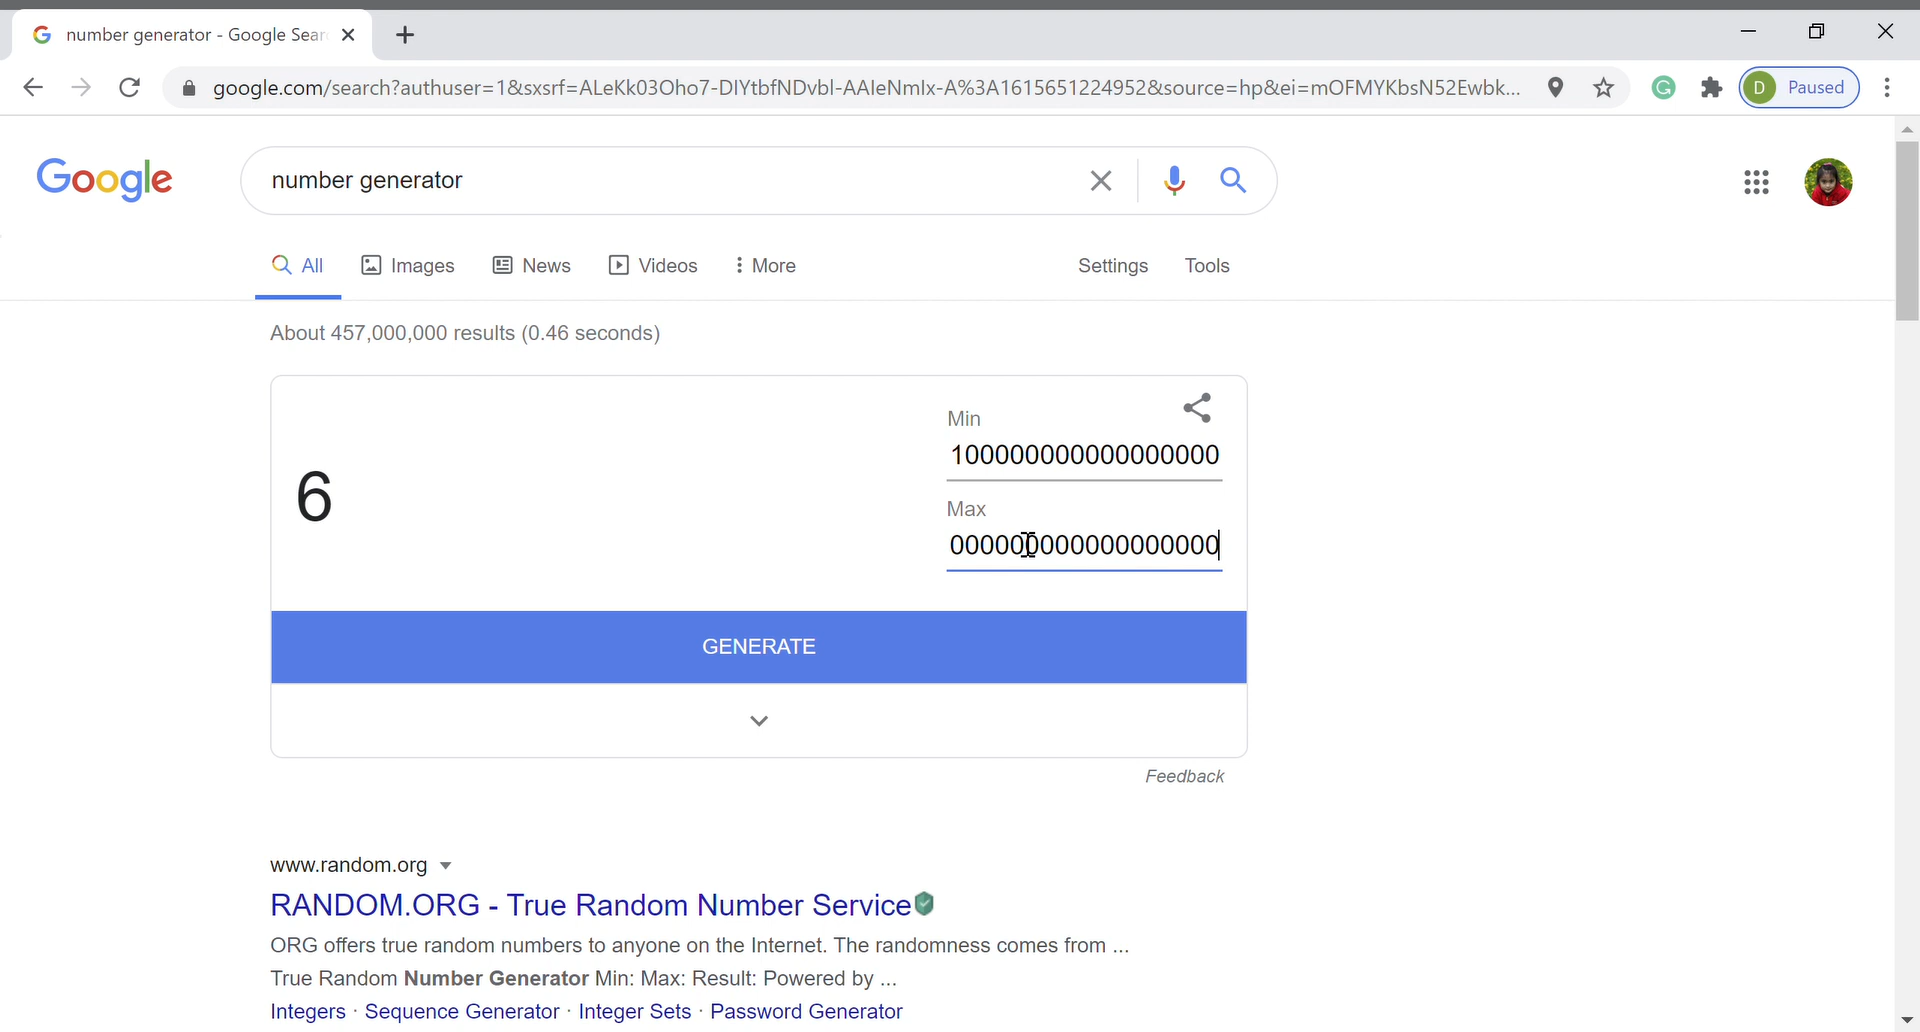 number generator - Google Sear
google.com/search?authuser=1&sxsrf=ALeKk03Oho7-DIYtbfNDvbl-AAIeNmIx-A%3A1615651224952&source=hp&ei=mOFMYKbsN52Ewbk...
D Paused
Google
number generator
All Images News Videos More Settings Tools
About 457,000,000 results (0.46 seconds)
Min
100000000000000000
6
Max
000000000000000000
GENERATE
Feedback
www.random.org
RANDOM.ORG - True Random Number Service
ORG offers true random numbers to anyone on the Internet. The randomness comes from ...
True Random Number Generator Min: Max: Result: Powered by ...
Integers · Sequence Generator · Integer Sets · Password Generator